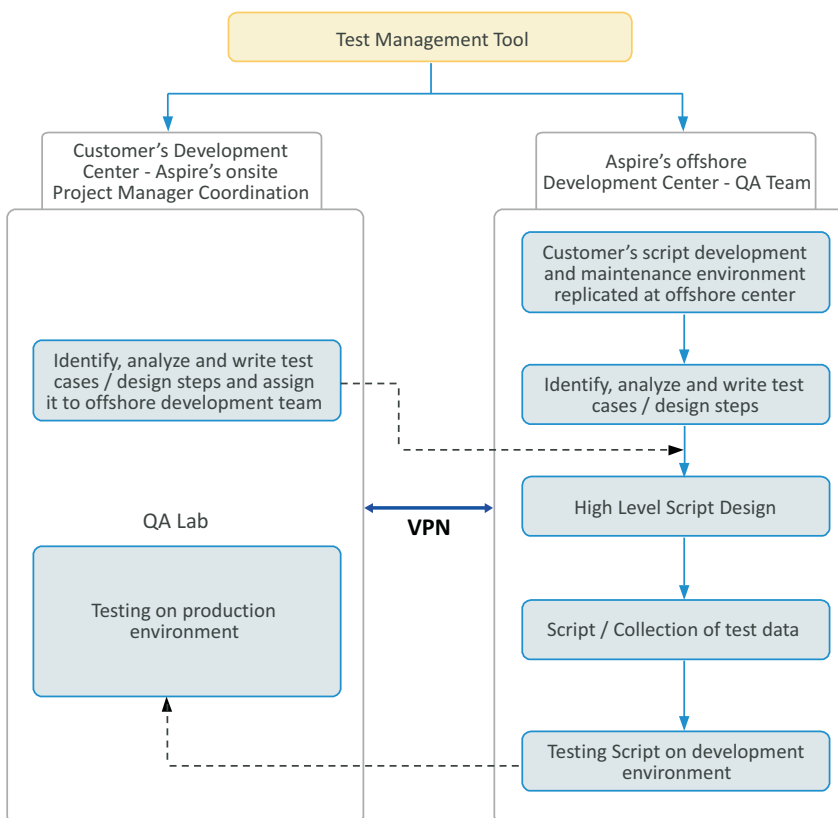 Test Management Tool
Customer’s Development
Center - Aspire’s onsite
Project Manager Coordination
Identify, analyze and write test
cases / design steps and assign
it to offshore development team
QA Lab
Testing on production
environment
VPN
Aspire’s offshore
Development Center - QA Team
Customer’s script development
and maintenance environment
replicated at offshore center
Identify, analyze and write test
cases / design steps
High Level Script Design
Script / Collection of test data
Testing Script on development
environment